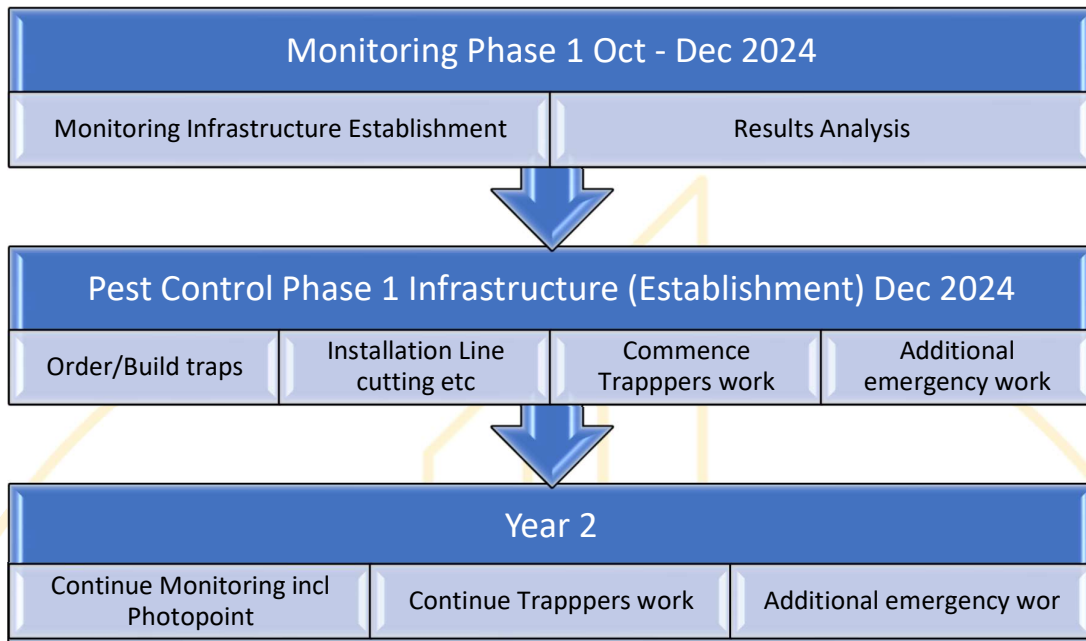 Monitoring Phase 1 Oct - Dec 2024
Monitoring Infrastructure Establishment
Results Analysis
Pest Control Phase 1 Infrastructure (Establishment) Dec 2024
Order/Build traps
Installation Line
cutting etc
Commence
Trapppers work
Additional
emergency work
Year 2
Continue Monitoring incl
Photopoint
Continue Trapppers work
Additional emergency wor